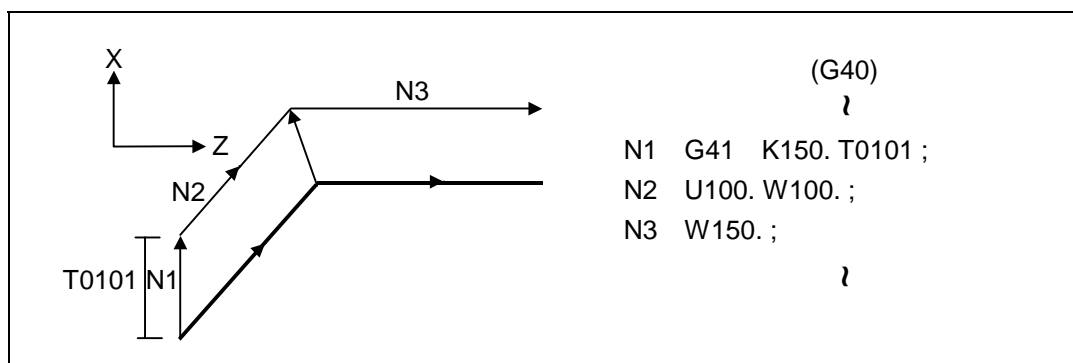 X
Z
N3
N2
T0101 N1
(G40)
~
N1 G41 K150. T0101 ;
N2 U100. W100. ;
N3 W150. ;
~